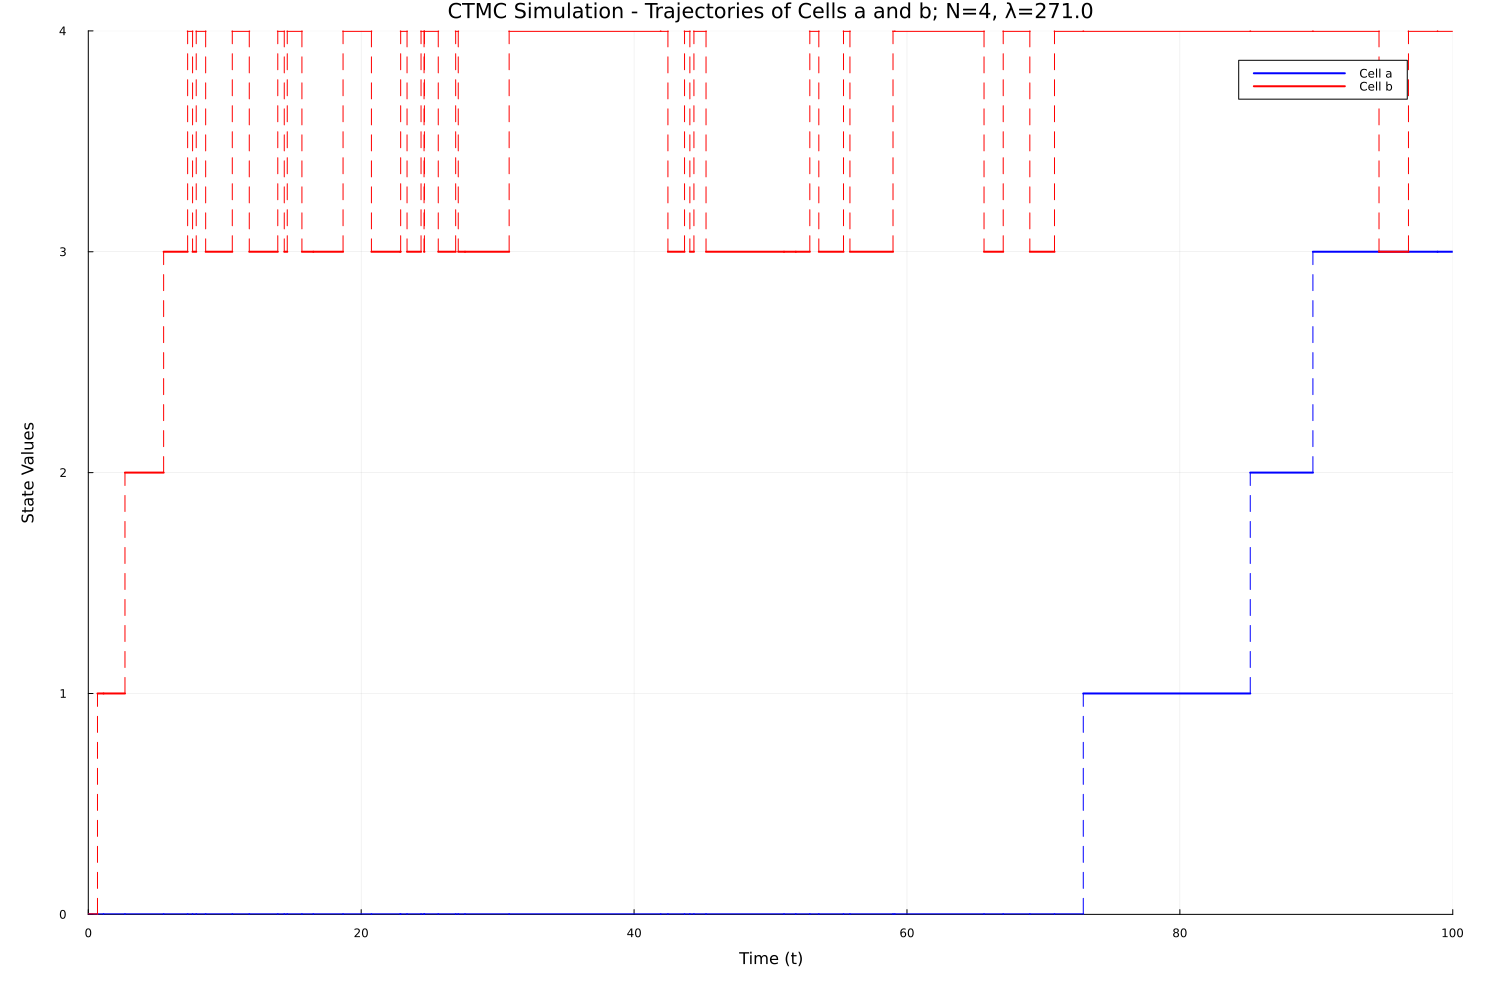 CTMC Simulation - Trajectories of Cells a and b; N=4, λ=271.0
4
3
2
1
0
State Values
Cell a
Cell b
0 20 40 60 80 100
Time (t)